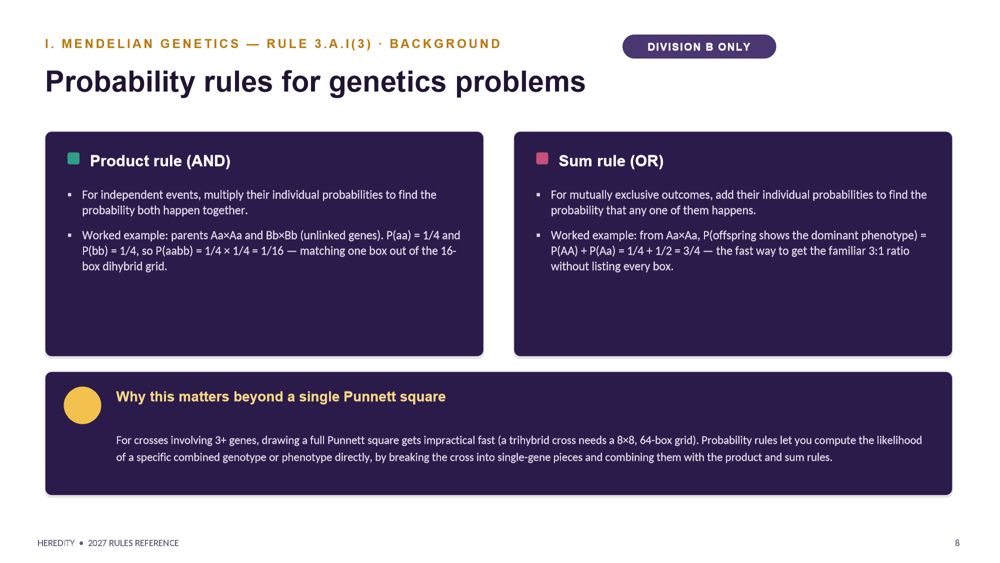 I. MENDELIAN GENETICS — RULE 3.A.I(3) · BACKGROUND
DIVISION B ONLY
Probability rules for genetics problems
Product rule (AND)
▪ For independent events, multiply their individual probabilities to find the
probability both happen together.
▪ Worked example: parents Aa×Aa and Bb×Bb (unlinked genes). P(aa) = 1/4 and
P(bb) = 1/4, so P(aabb) = 1/4 × 1/4 = 1/16 — matching one box out of the 16-
box dihybrid grid.
Sum rule (OR)
▪ For mutually exclusive outcomes, add their individual probabilities to find the
probability that any one of them happens.
▪ Worked example: from Aa×Aa, P(offspring shows the dominant phenotype) =
P(AA) + P(Aa) = 1/4 + 1/2 = 3/4 — the fast way to get the familiar 3:1 ratio
without listing every box.
Why this matters beyond a single Punnett square
For crosses involving 3+ genes, drawing a full Punnett square gets impractical fast (a trihybrid cross needs a 8×8, 64-box grid). Probability rules let you compute the likelihood
of a specific combined genotype or phenotype directly, by breaking the cross into single-gene pieces and combining them with the product and sum rules.
HEREDITY • 2027 RULES REFERENCE
8